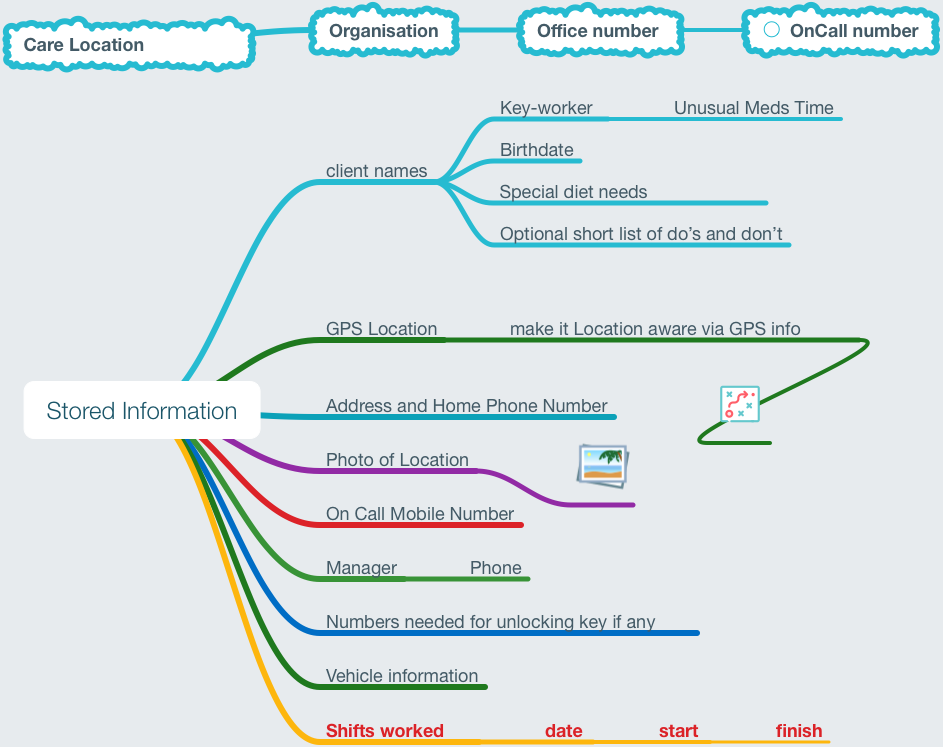 Care Location
Organisation
Office number
OnCall number
Key-worker
Unusual Meds Time
Birthdate
client names
Special diet needs
Optional short list of do’s and don’t
GPS Location
make it Location aware via GPS info
Stored Information
Address and Home Phone Number
Photo of Location
On Call Mobile Number
Manager
Phone
Numbers needed for unlocking key if any
Vehicle information
Shifts worked
date
start
finish